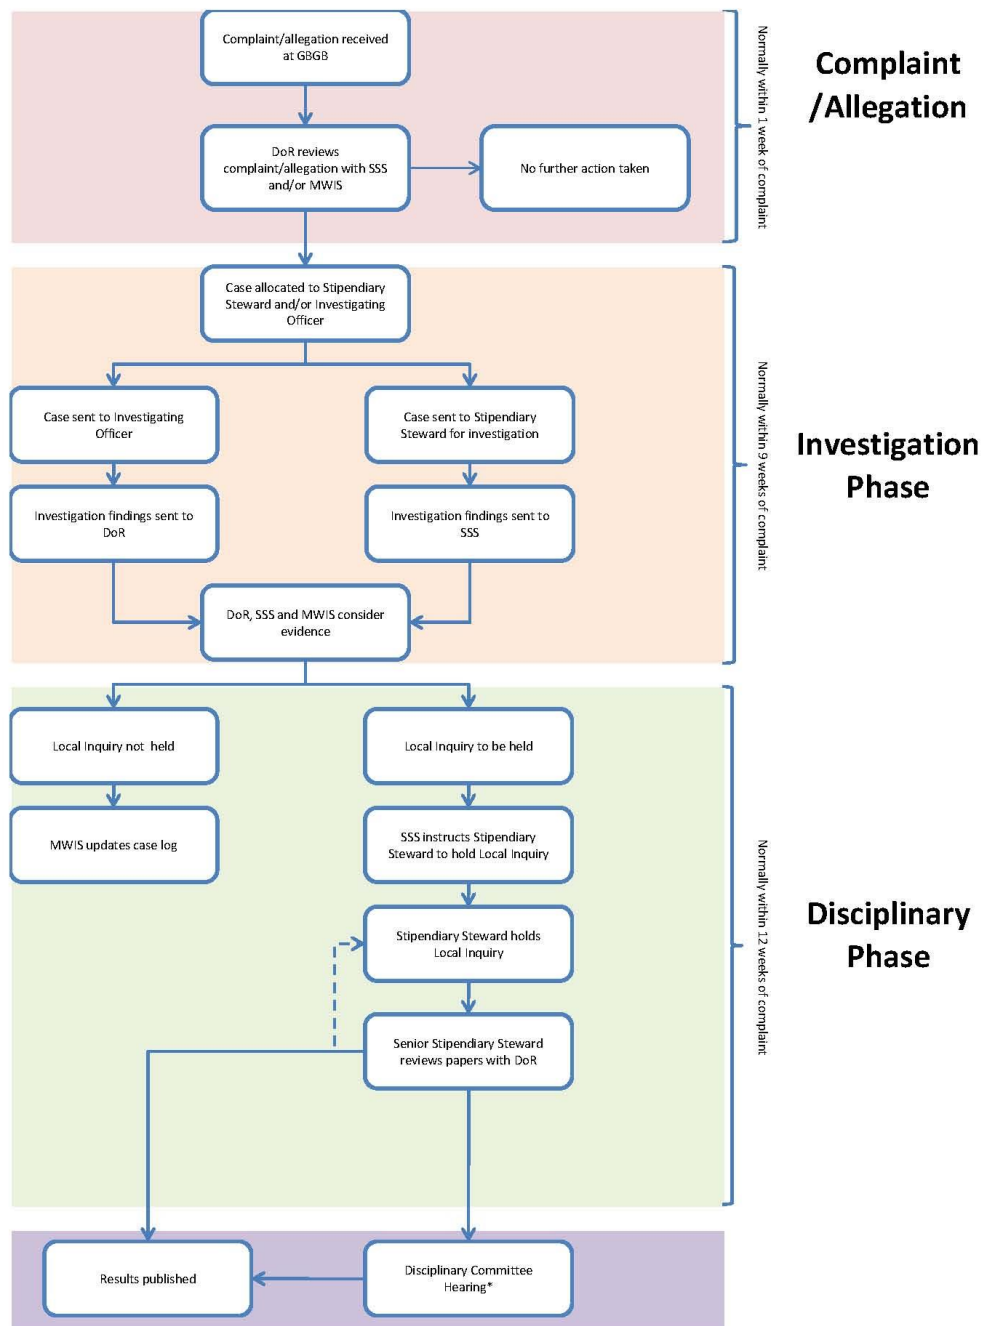 Complaint/allegation received
at GBGB
DoR reviews
complaint/allegation with SSS
and/or MWIS
No further action taken
Normally within 1 week of complaint
Complaint
/Allegation
Case allocated to Stipendiary
Steward and/or Investigating
Officer
Case sent to Investigating
Officer
Case sent to Stipendiary
Steward for investigation
Investigation findings sent to
DoR
Investigation findings sent to
SSS
DoR, SSS and MWIS consider
evidence
Normally within 9 weeks of complaint
Investigation
Phase
Local Inquiry not  held
Local Inquiry to be held
MWIS updates case log
SSS instructs Stipendiary
Steward to hold Local Inquiry
Stipendiary Steward holds
Local Inquiry
Senior Stipendiary Steward
reviews papers with DoR
Normally within 12 weeks of complaint
Disciplinary
Phase
Results published
Disciplinary Committee
Hearing*